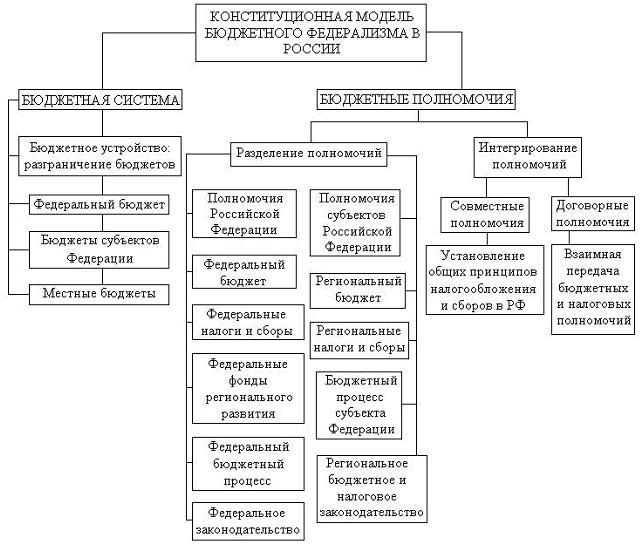 КОНСТИТУЦИОННАЯ МОДЕЛЬ
БЮДЖЕТНОГО ФЕДЕРАЛИЗМА В
РОССИИ
БЮДЖЕТНАЯ СИСТЕМА
Бюджетное устройство:
разграничение бюджетов
Федеральный бюджет
Бюджеты субъектов
Федерации
Местные бюджеты
БЮДЖЕТНЫЕ ПОЛНОМОЧИЯ
Разделение полномочий
Полномочия
Российской
Федерации
Федеральный
бюджет
Федеральные
налоги и сборы
Федеральные
фонды
регионального
развития
Федеральный
бюджетный
процесс
Федеральное
законодательство
Полномочия
субъектов
Российской
Федерации
Региональный
бюджет
Региональные
налоги и сборы
Бюджетный
процесс
субъекта
Федерации
Региональное
бюджетное и
налоговое
законодательство
Интегрирование
полномочий
Совместные
полномочия
Установление
общих принципов
налогообложения
и сборов в РФ
Договорные
полномочия
Взаимная
передача
бюджетных
и налоговых
полномочий